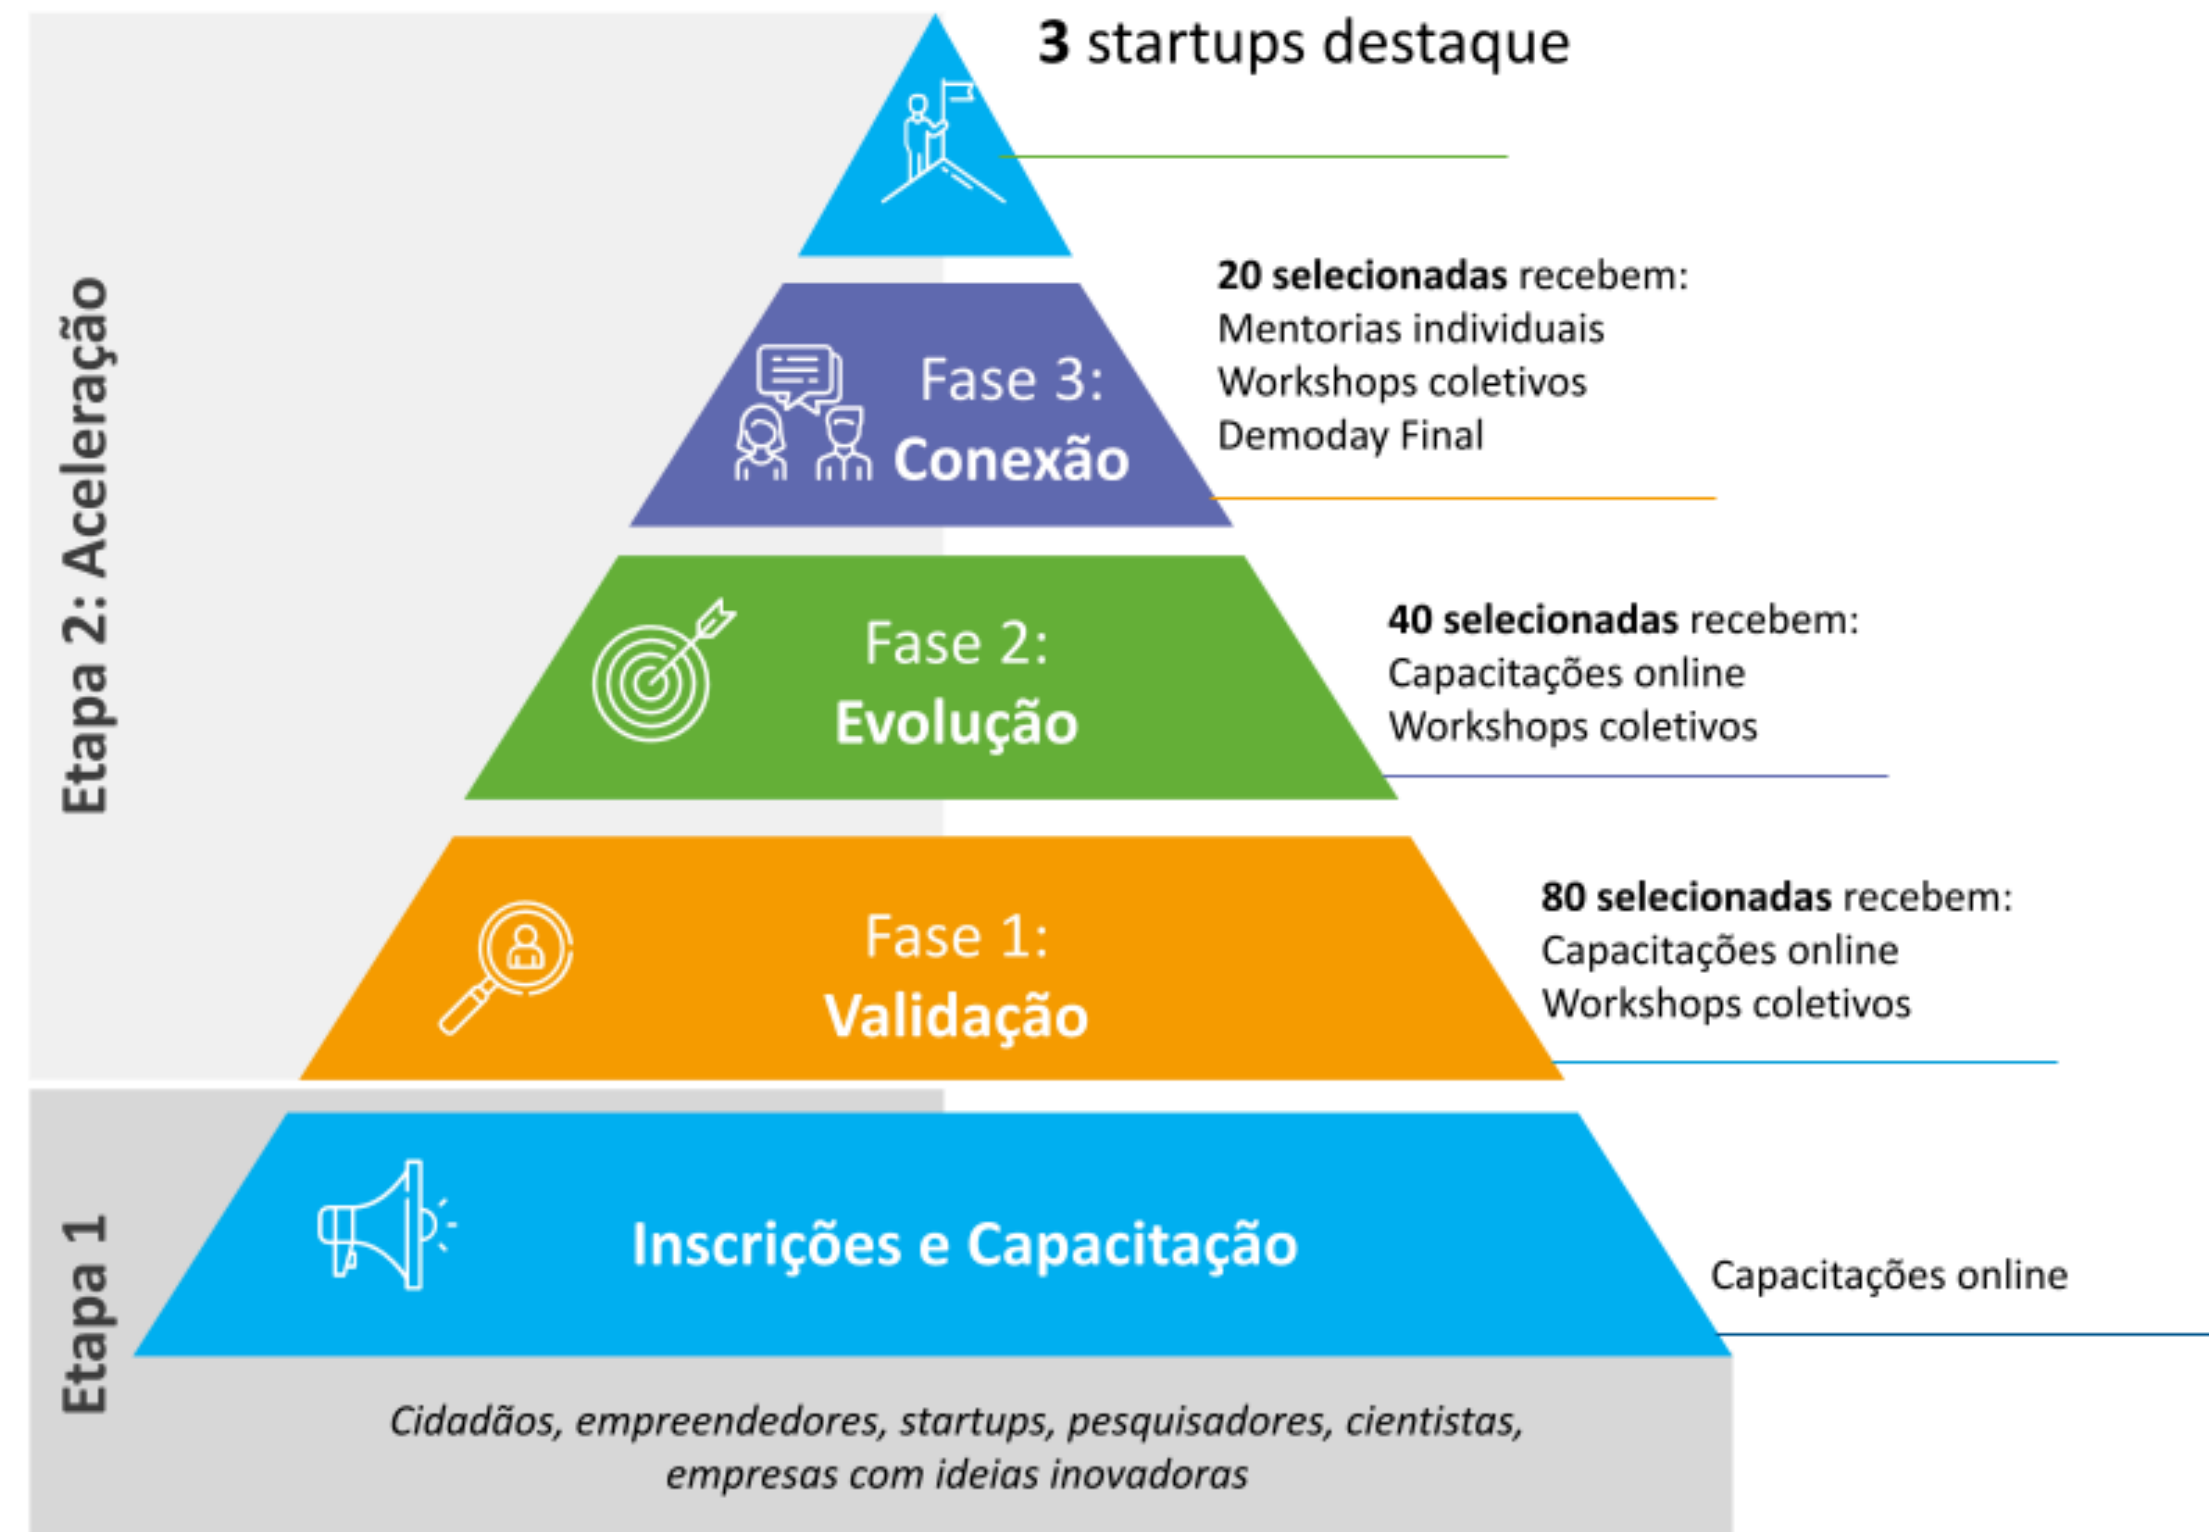 3 startups destaque
Etapa 2: Aceleração
20 selecionadas recebem:
Mentorias individuais
Workshops coletivos
Demoday Final
Fase 3:
Conexão
40 selecionadas recebem:
Capacitações online
Workshops coletivos
Fase 2:
Evolução
80 selecionadas recebem:
Capacitações online
Workshops coletivos
Fase 1:
Validação
Etapa 1
Inscrições e Capacitação
Capacitações online
Cidadãos, empreendedores, startups, pesquisadores, cientistas,
empresas com ideias inovadoras